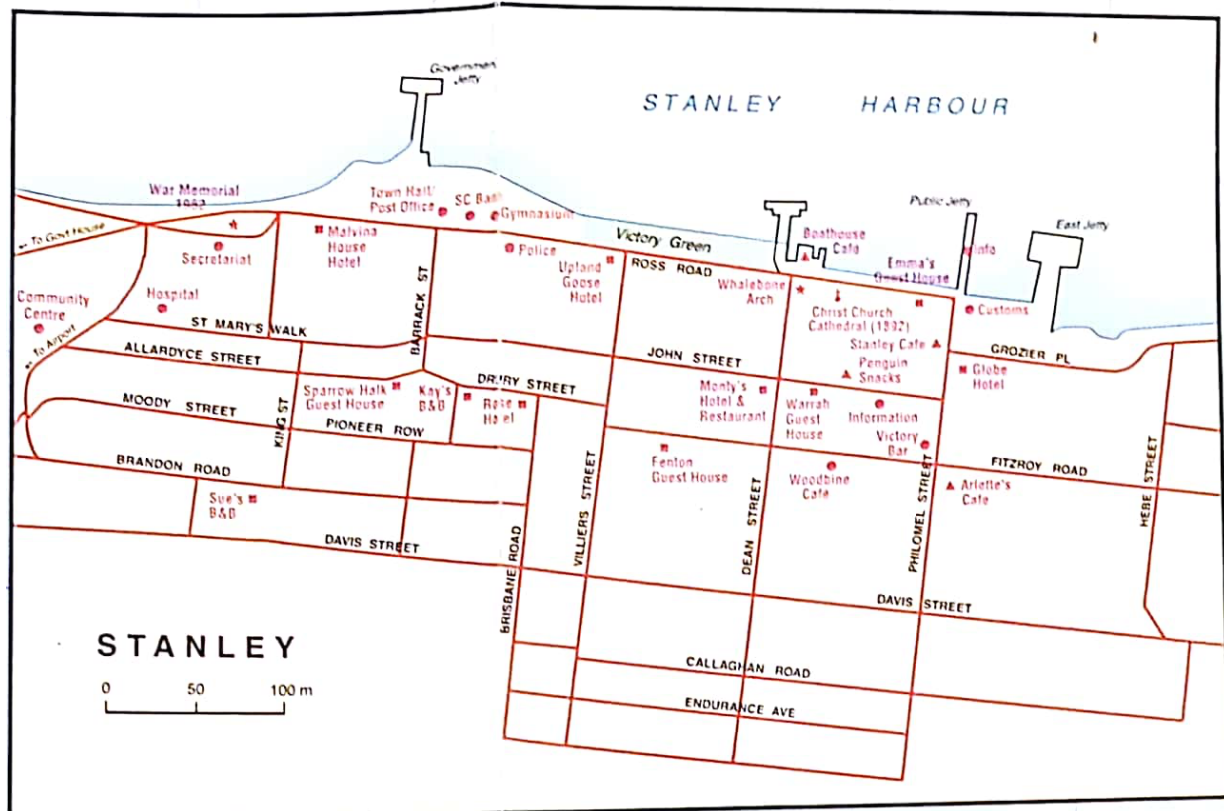 Government
Jetty
STANLEY HARBOUR
War Memorial
1982
Town Hall/
Post Office
SC Bank
Gymnasium
Public Jetty
East Jetty
← To Govt House
Secretariat
Malvina
House
Hotel
Police
Upland
Goose
Hotel
Victory Green
ROSS ROAD
Boathouse
Cafe
Emma's
Guest House
Info
Whalebone
Arch
Christ Church
Cathedral (1892)
Customs
Stanley Cafe
Penguin
Snacks
GROZIER PL
Globe
Hotel
Community
Centre
Hospital
← To Airport
ST MARY'S WALK
BARRACK ST
ALLARDYCE STREET
JOHN STREET
MOODY STREET
Sparrow Halk
Guest House
Kay's
B&B
DRURY STREET
Rose
Hotel
Monty's
Hotel &
Restaurant
Warrah
Guest
House
Information
Victory
Bar
KING ST
PIONEER ROW
BRANDON ROAD
Fenton
Guest House
Woodbine
Cafe
FITZROY ROAD
Arlette's
Cafe
Sue's
B&B
DAVIS STREET
BRISBANE ROAD
VILLIERS STREET
DEAN STREET
PHILOMEL STREET
HEBE STREET
DAVIS STREET
STANLEY
0 50 100 m
CALLAGHAN ROAD
ENDURANCE AVE